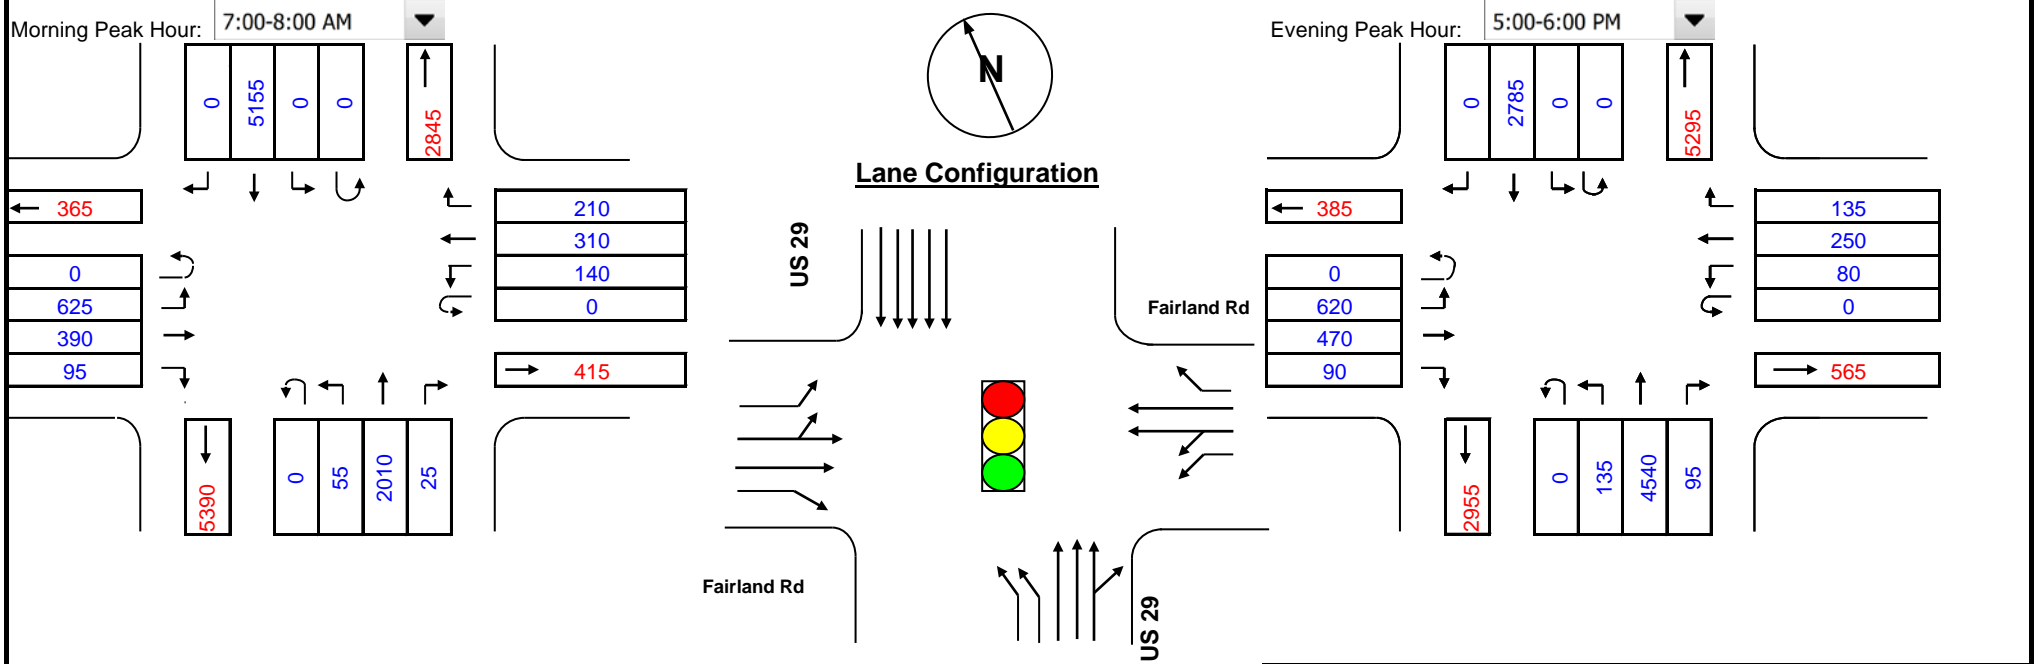 Morning Peak Hour: 7:00-8:00 AM
0 5155 0 0 2845
365
0
625
390
95
210
310
140
0
415
5390
0 55 2010 25
N
Lane Configuration
US 29
Fairland Rd
Fairland Rd
US 29
Evening Peak Hour: 5:00-6:00 PM
0 2785 0 0 5295
385
0
620
470
90
135
250
80
0
565
2955
0 135 4540 95